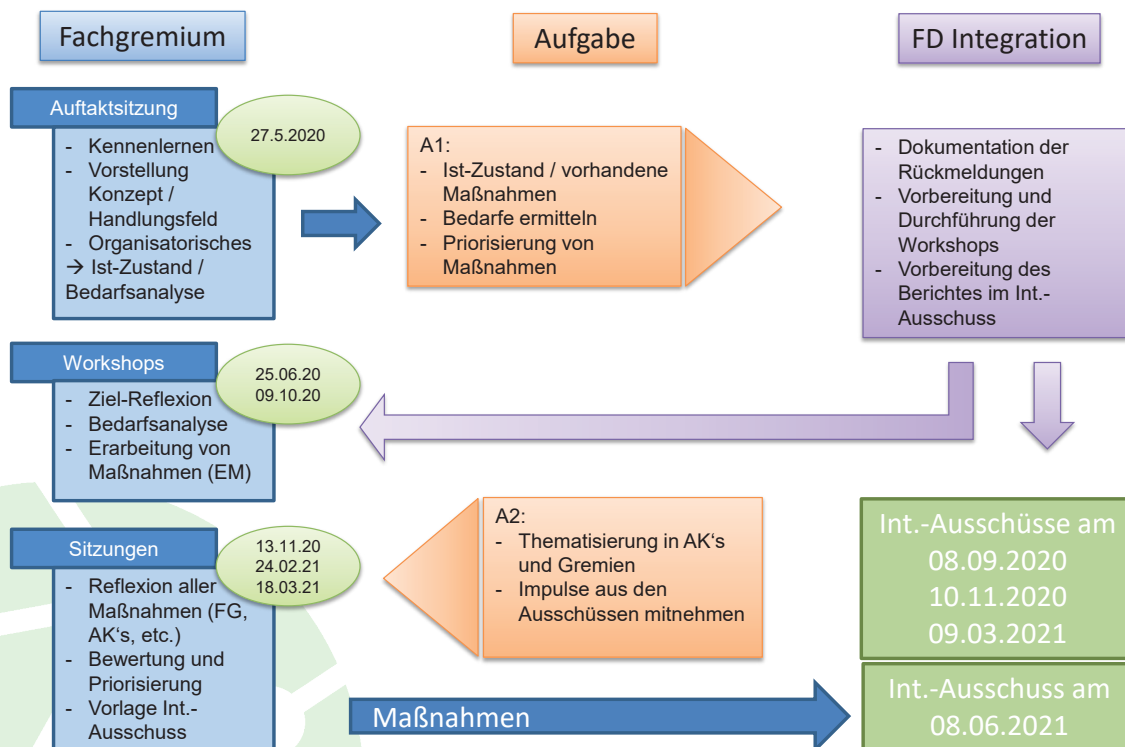 Fachgremium
Aufgabe
FD Integration
Auftaktsitzung
27.5.2020
- Kennenlernen
- Vorstellung
Konzept /
Handlungsfeld
- Organisatorisches
→ Ist-Zustand /
Bedarfsanalyse
A1:
- Ist-Zustand / vorhandene
Maßnahmen
- Bedarfe ermitteln
- Priorisierung von
Maßnahmen
- Dokumentation der
Rückmeldungen
- Vorbereitung und
Durchführung der
Workshops
- Vorbereitung des
Berichtes im Int.-
Ausschuss
Workshops
25.06.20
09.10.20
- Ziel-Reflexion
- Bedarfsanalyse
- Erarbeitung von
Maßnahmen (EM)
Sitzungen
13.11.20
24.02.21
18.03.21
- Reflexion aller
Maßnahmen (FG,
AK‘s, etc.)
- Bewertung und
Priorisierung
- Vorlage Int.-
Ausschuss
A2:
- Thematisierung in AK‘s
und Gremien
- Impulse aus den
Ausschüssen mitnehmen
Int.-Ausschüsse am
08.09.2020
10.11.2020
09.03.2021
Maßnahmen
Int.-Ausschuss am
08.06.2021